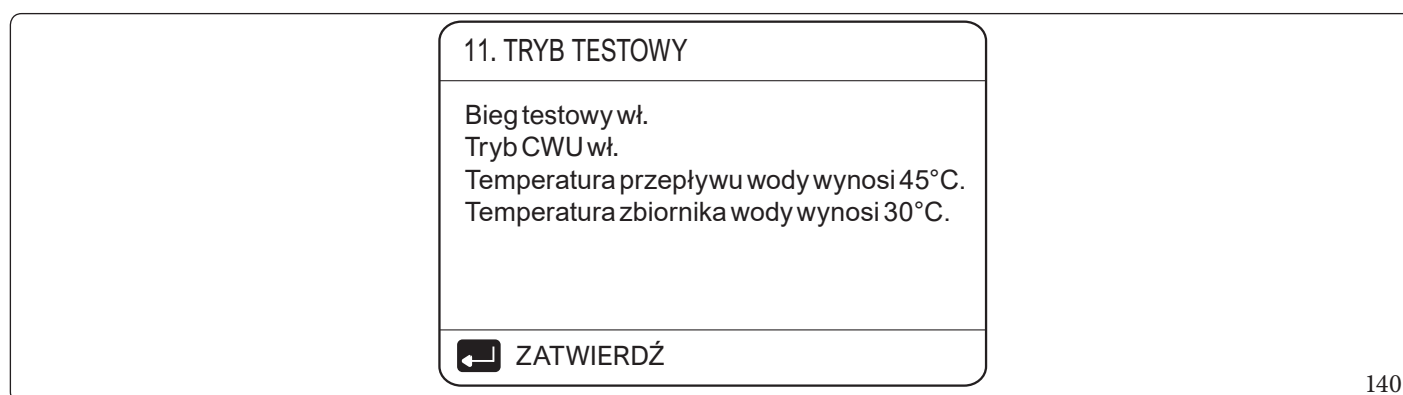 11. TRYB TESTOWY
Bieg testowy wł.
Tryb CWU wł.
Temperatura przepływu wody wynosi 45°C.
Temperatura zbiornika wody wynosi 30°C.
ZATWIERDŹ
140